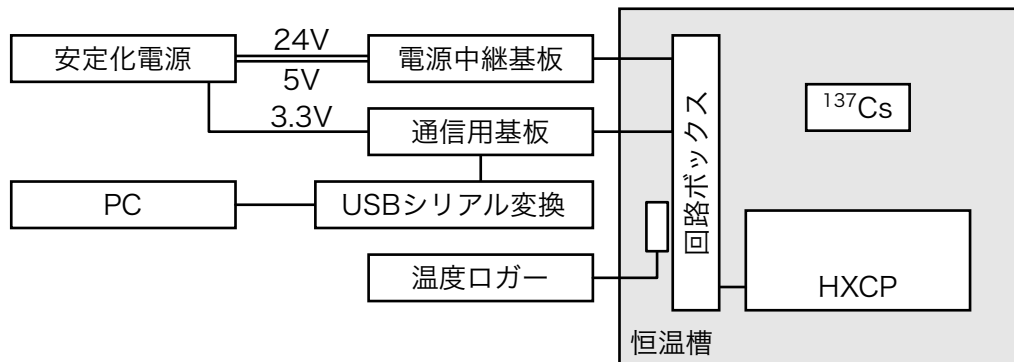 安定化電源
24V
5V
3.3V
電源中継基板
通信用基板
PC
USBシリアル変換
温度ロガー
回路ボックス
137Cs
HXCP
恒温槽